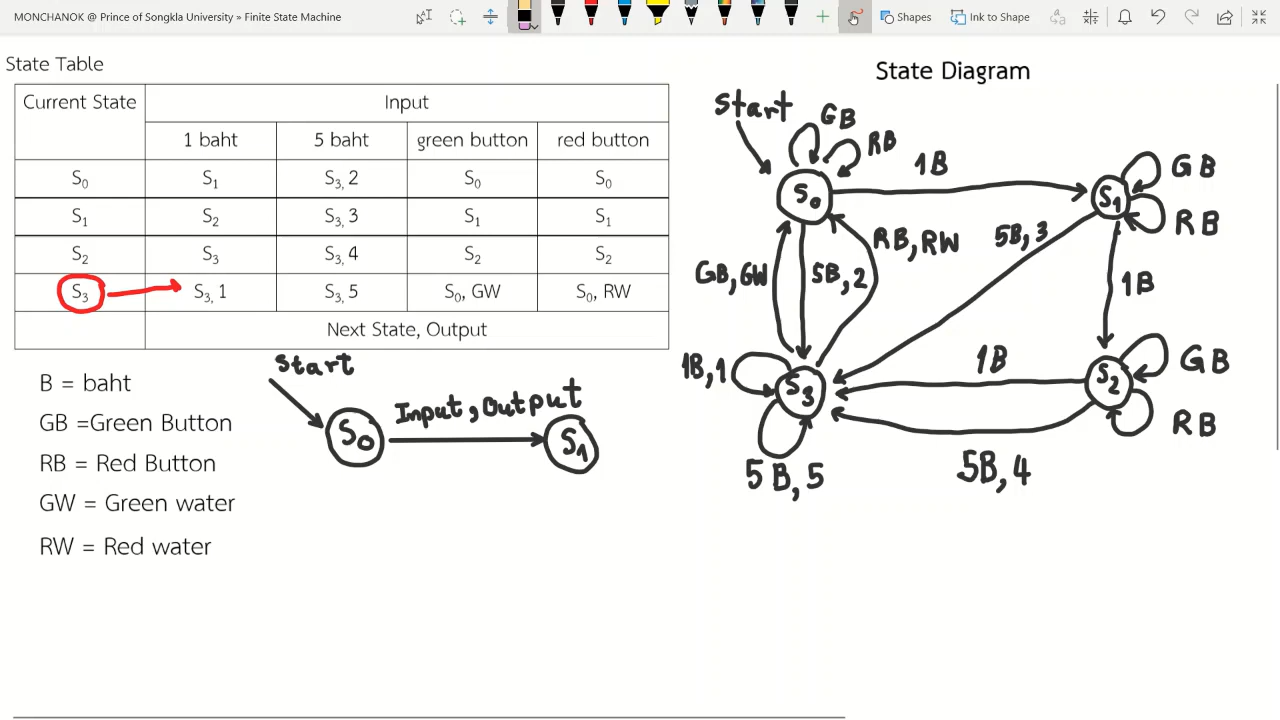 MONCHANOK @ Prince of Songkla University » Finite State Machine
Shapes
Ink to Shape
State Table
Current State Input
1 baht 5 baht green button red button
S0 S1 S3, 2 S0 S0
S1 S2 S3, 3 S1 S1
S2 S3 S3, 4 S2 S2
S3 S3, 1 S3, 5 S0, GW S0, RW
Next State, Output
B = baht
GB =Green Button
RB = Red Button
GW = Green water
RW = Red water
Start
S0
Input, Output
S1
State Diagram
Start
GB
RB
S0
1B
S1
GB
RB
GB, GW
5B, 2
RB, RW
5B, 3
1B
1B, 1
S3
1B
S2
GB
RB
5B, 5
5B, 4